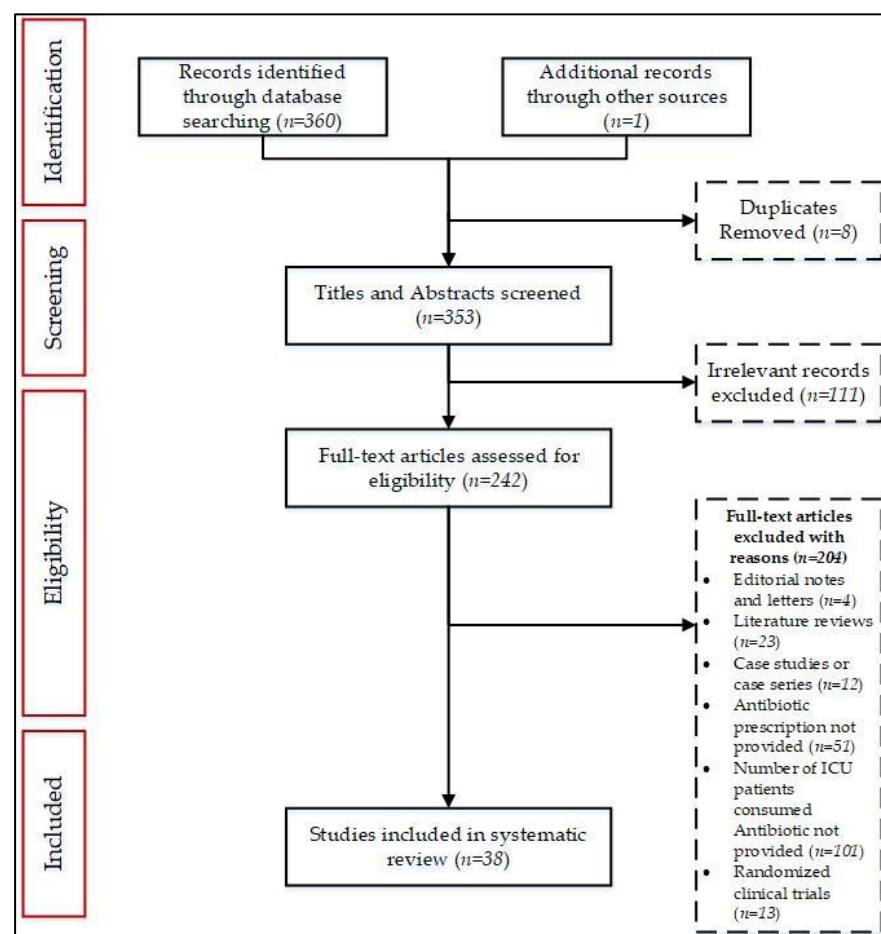 Identification
Records identified
through database
searching (n=360)
Additional records
through other sources
(n=1)
Duplicates
Removed (n=8)
Screening
Titles and Abstracts screened
(n=353)
Irrelevant records
excluded (n=111)
Eligibility
Full-text articles assessed for
eligibility (n=242)
Full-text articles
excluded with
reasons (n=204)
• Editorial notes
and letters (n=4)
• Literature reviews
(n=23)
• Case studies or
case series (n=12)
• Antibiotic
prescription not
provided (n=51)
• Number of ICU
patients
consumed
Antibiotic not
provided (n=101)
• Randomized
clinical trials
(n=13)
Included
Studies included in systematic
review (n=38)